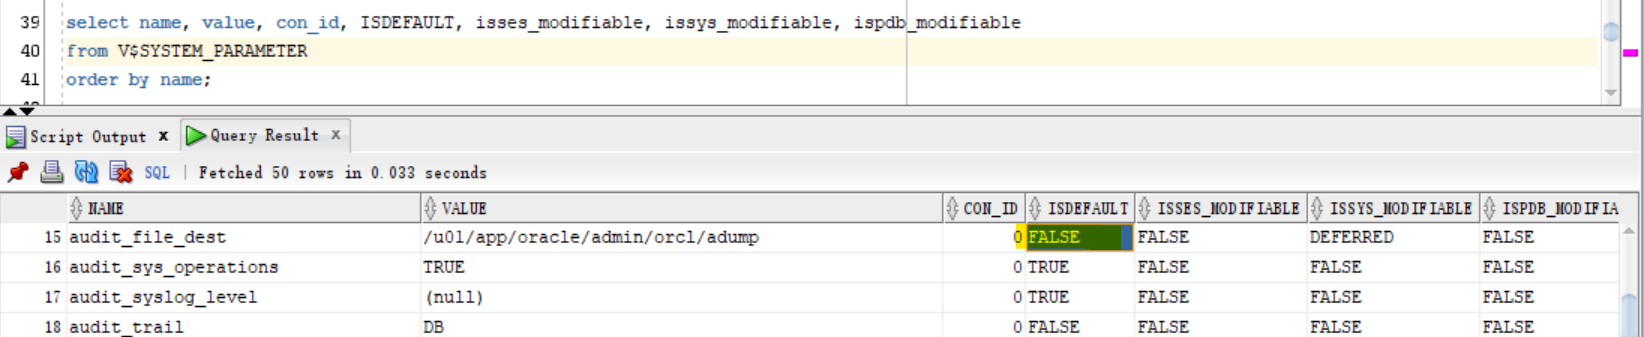 39 select name, value, con_id, ISDEFAULT, isses_modifiable, issys_modifiable, ispdb_modifiable
40 from V$SYSTEM_PARAMETER
41 order by name;
Script Output x Query Result x
SQL | Fetched 50 rows in 0.033 seconds
NAME VALUE CON_ID ISDEFAULT ISSES_MODIFIABLE ISSYS_MODIFIABLE ISPDB_MODIFIA
15 audit_file_dest /u01/app/oracle/admin/orcl/adump 0 FALSE FALSE DEFERRED FALSE
16 audit_sys_operations TRUE 0 TRUE FALSE FALSE FALSE
17 audit_syslog_level (null) 0 TRUE FALSE FALSE FALSE
18 audit_trail DB 0 FALSE FALSE FALSE FALSE